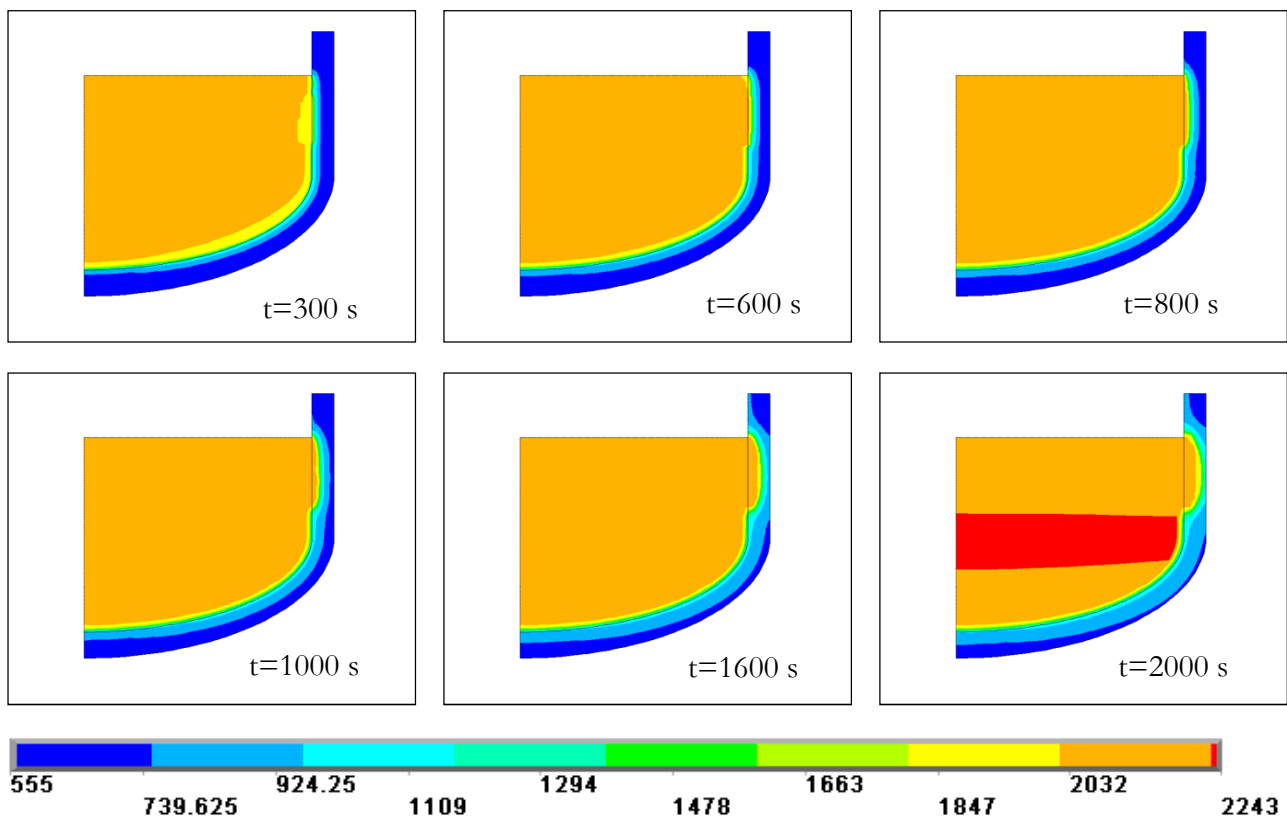 t=300 s
t=600 s
t=800 s
t=1000 s
t=1600 s
t=2000 s
555 924.25 1294 1663 2032
739.625 1109 1478 1847 2243